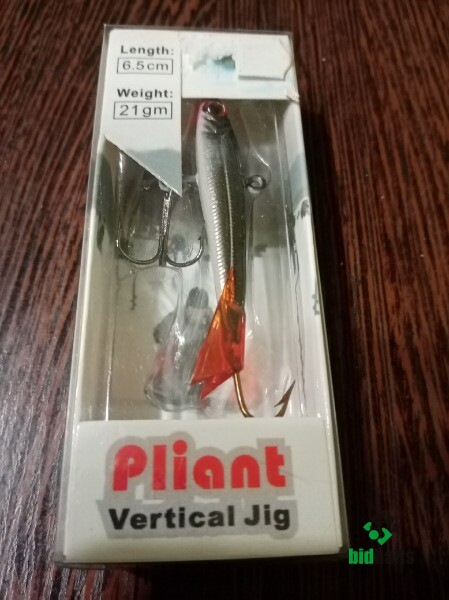 Length:
6.5cm
Weight:
21gm
Pliant
Vertical Jig
bid